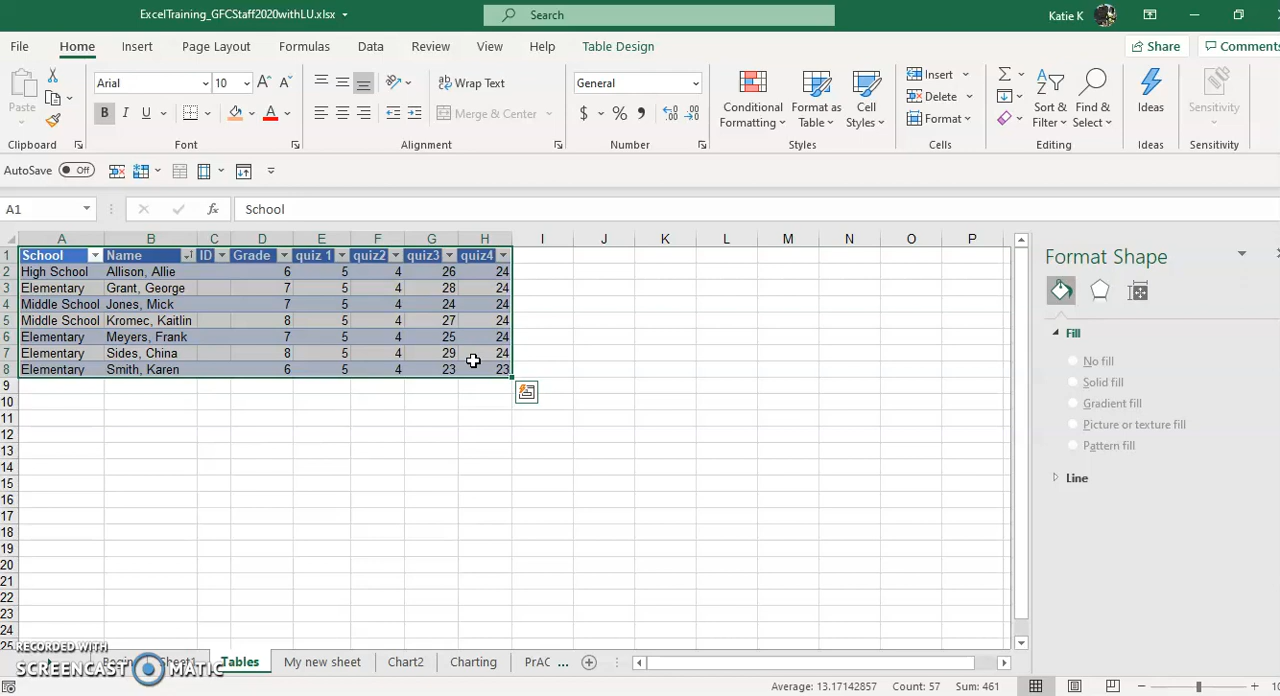 ExcelTraining_GFCStaff2020withLU.xlsx
Search
Katie K
File Home Insert Page Layout Formulas Data Review View Help Table Design
Share Comments
Paste
Arial 10
B I U
Wrap Text
Merge & Center
General
$ % ,
Conditional Formatting
Format as Table
Cell Styles
Insert
Delete
Format
Sort & Filter
Find & Select
Ideas
Sensitivity
Clipboard Font Alignment Number Styles Cells Editing Ideas Sensitivity
AutoSave Off
A1 fx School
A B C D E F G H I J K L M N O P
1 School Name ID Grade quiz 1 quiz2 quiz3 quiz4
2 High School Allison, Allie 6 5 4 26 24
3 Elementary Grant, George 7 5 4 28 24
4 Middle School Jones, Mick 7 5 4 24 24
5 Middle School Kromec, Kaitlin 8 5 4 27 24
6 Elementary Meyers, Frank 7 5 4 25 24
7 Elementary Sides, China 8 5 4 29 24
8 Elementary Smith, Karen 6 5 4 23 23
9
10
11
12
13
14
15
16
17
18
19
20
21
22
23
24
25
Format Shape
Fill
No fill
Solid fill
Gradient fill
Picture or texture fill
Pattern fill
Line
RECORDED WITH
SCREENCAST MATIC
Tables My new sheet Chart2 Charting PrAC ...
Average: 13.17142857 Count: 57 Sum: 461